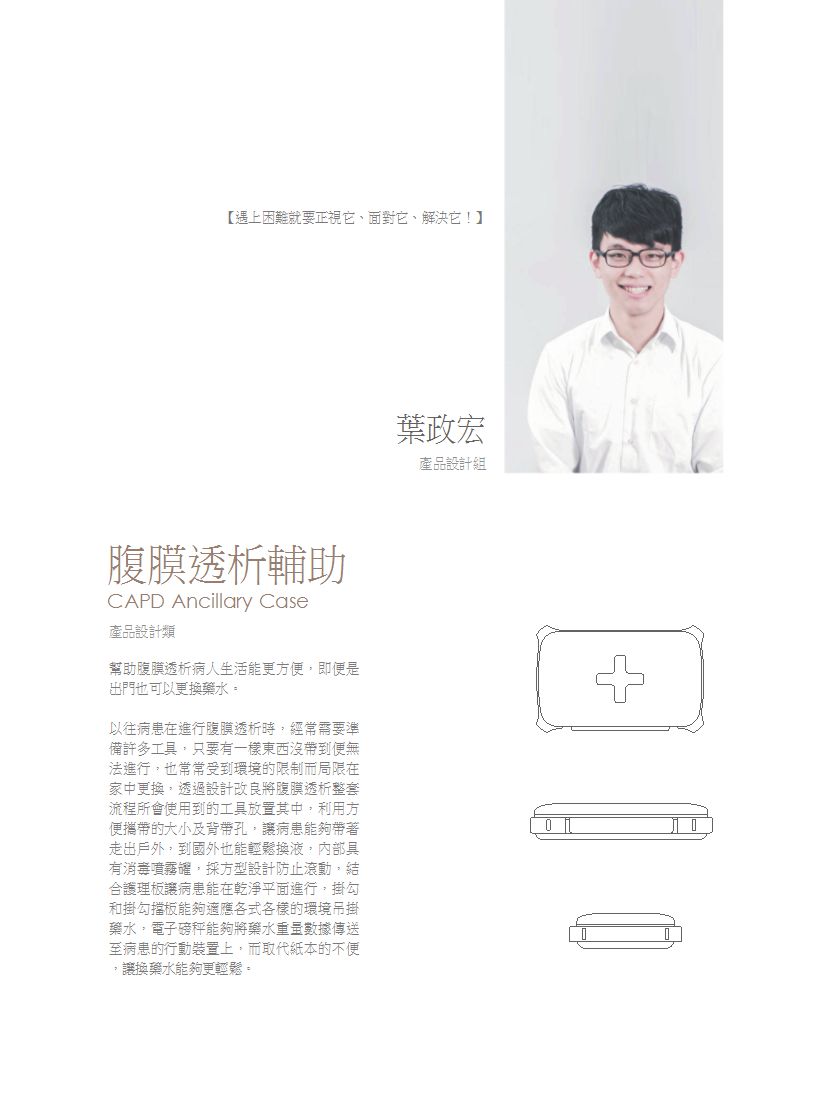 【遇上困難就要正視它、面對它、解決它！】
葉政宏
產品設計組
腹膜透析輔助
CAPD Ancillary Case
產品設計類
幫助腹膜透析病人生活能更方便，即便是
出門也可以更換藥水。
以往病患在進行腹膜透析時，經常需要準
備許多工具，只要有一樣東西沒帶到便無
法進行，也常常受到環境的限制而局限在
家中更換，透過設計改良將腹膜透析整套
流程所會使用到的工具放置其中，利用方
便攜帶的大小及背帶孔，讓病患能夠帶著
走出戶外，到國外也能輕鬆換液，內部具
有消毒噴霧罐，採方型設計防止滾動，結
合護理板讓病患能在乾淨平面進行，掛勾
和掛勾擋板能夠適應各式各樣的環境吊掛
藥水，電子磅秤能夠將藥水重量數據傳送
至病患的行動裝置上，而取代紙本的不便
，讓換藥水能夠更輕鬆。